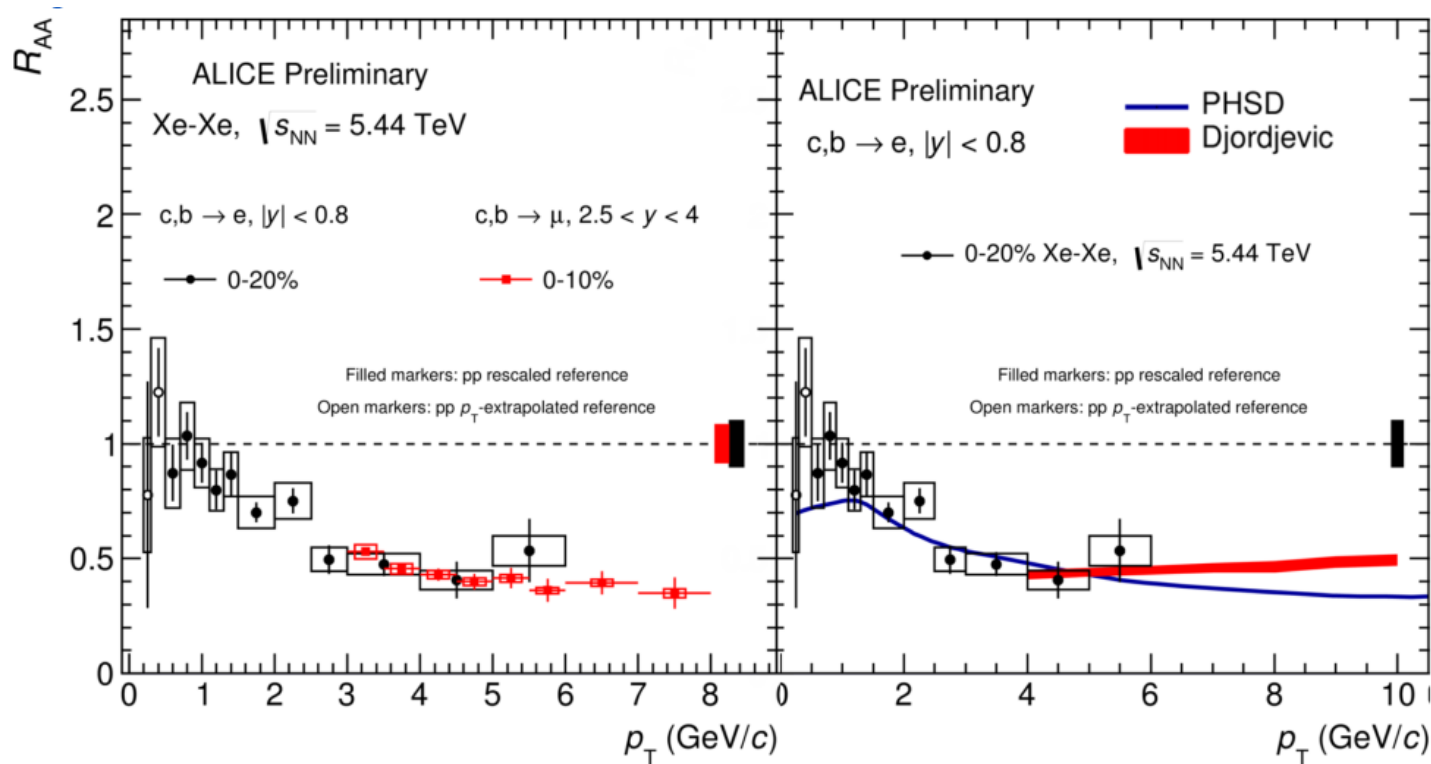 R_AA
ALICE Preliminary
Xe-Xe, √s_NN = 5.44 TeV
c,b → e, |y| < 0.8
c,b → μ, 2.5 < y < 4
0-20%
0-10%
Filled markers: pp rescaled reference
Open markers: pp p_T-extrapolated reference
2.5
2
1.5
1
0.5
0
0 1 2 3 4 5 6 7 8
p_T (GeV/c)
ALICE Preliminary
c,b → e, |y| < 0.8
PHSD
Djordjevic
0-20% Xe-Xe, √s_NN = 5.44 TeV
Filled markers: pp rescaled reference
Open markers: pp p_T-extrapolated reference
0 2 4 6 8 10
p_T (GeV/c)